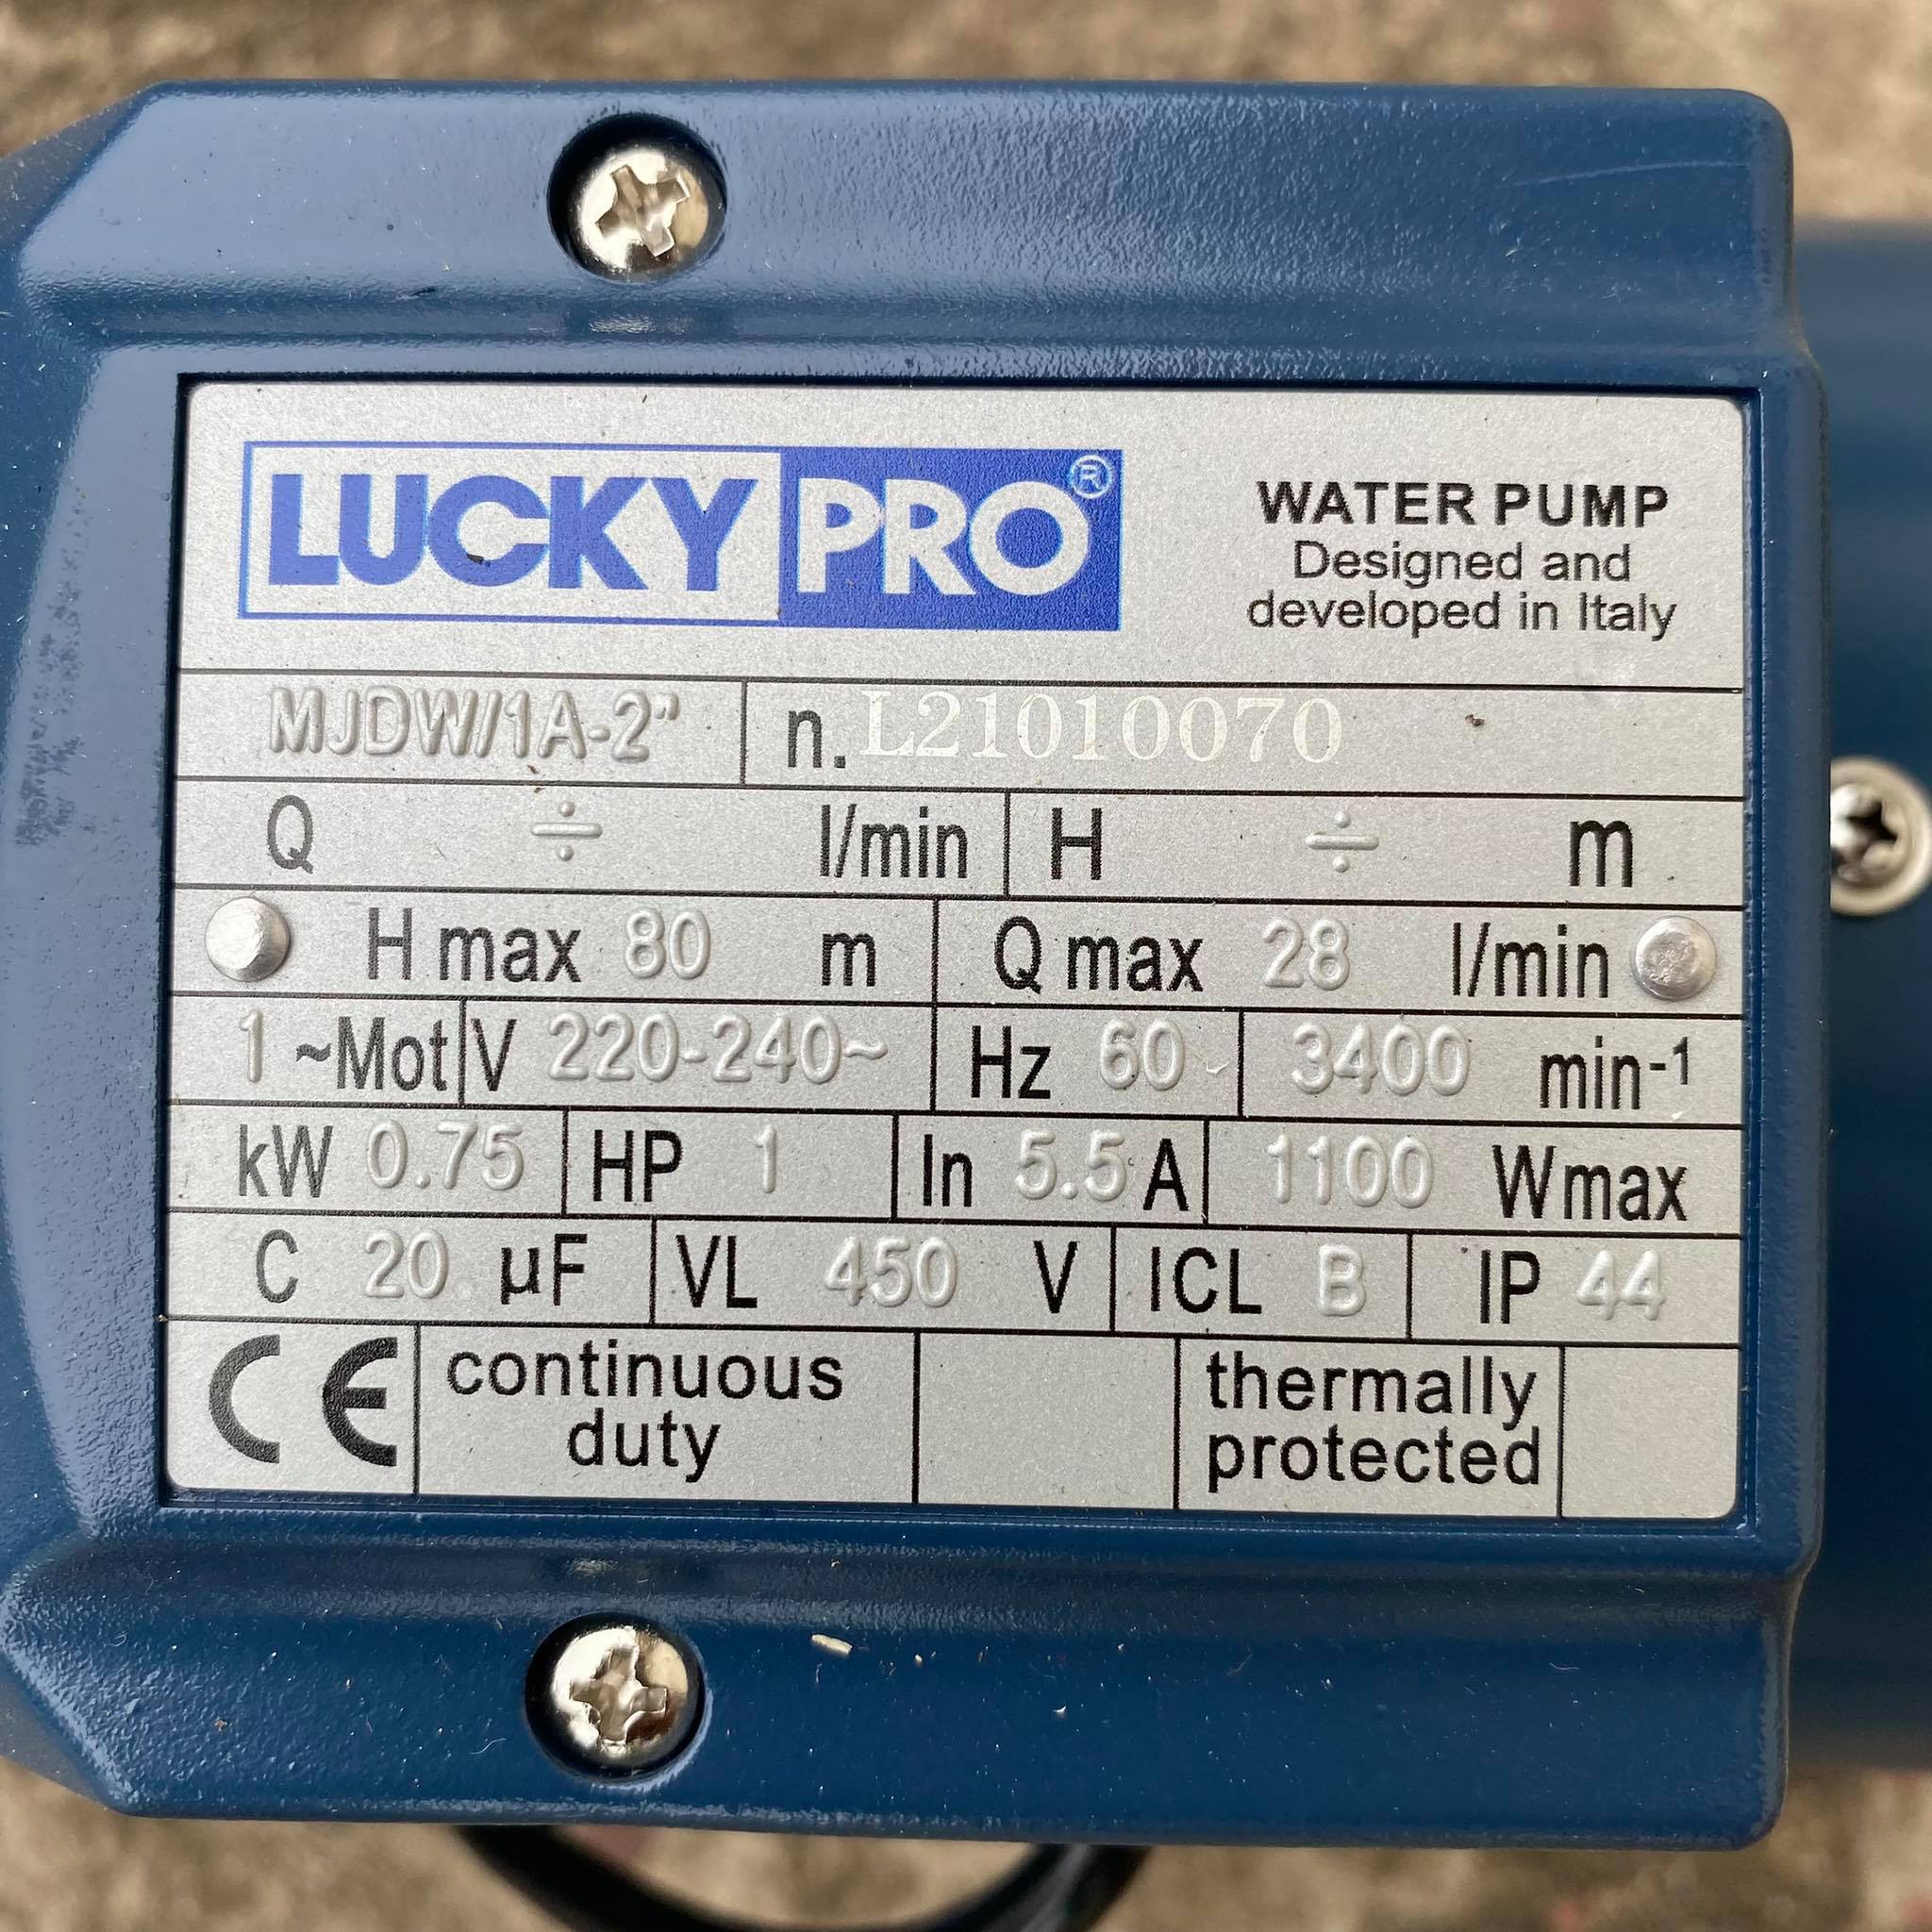 LUCKY PRO®
WATER PUMP
Designed and
developed in Italy
MJDW/1A-2" n. L21010070
Q ÷ l/min H ÷ m
H max 80 m Q max 28 l/min
1 ~Mot V 220-240~ Hz 60 3400 min-1
kW 0.75 HP 1 In 5.5 A 1100 Wmax
C 20 µF VL 450 V ICL B IP 44
CE
continuous
duty
thermally
protected